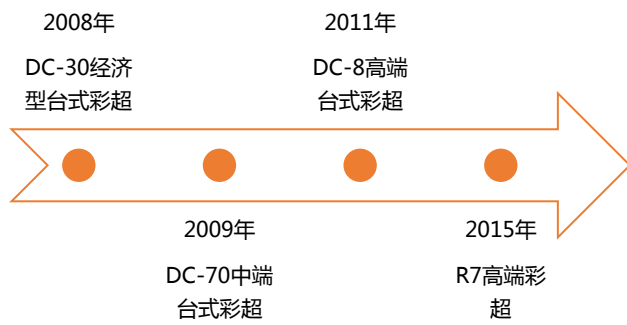 2008年
DC-30经济
型台式彩超
2011年
DC-8高端
台式彩超
2009年
DC-70中端
台式彩超
2015年
R7高端彩
超